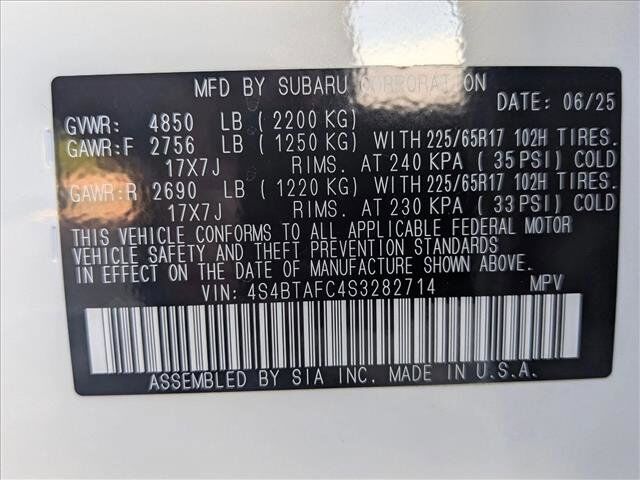 MFD BY SUBARU CORPORATION
DATE: 06/25
GVWR: 4850 LB (2200 KG)
GAWR:F 2756 LB (1250 KG) WITH 225/65R17 102H TIRES.
17X7J RIMS. AT 240 KPA (35 PSI) COLD
GAWR:R 2690 LB (1220 KG) WITH 225/65R17 102H TIRES.
17X7J RIMS. AT 230 KPA (33 PSI) COLD
THIS VEHICLE CONFORMS TO ALL APPLICABLE FEDERAL MOTOR
VEHICLE SAFETY AND THEFT PREVENTION STANDARDS
IN EFFECT ON THE DATE OF MANUFACTURE SHOWN ABOVE.
VIN: 4S4BTAFC4S3282714 MPV
ASSEMBLED BY SIA INC. MADE IN U.S.A.